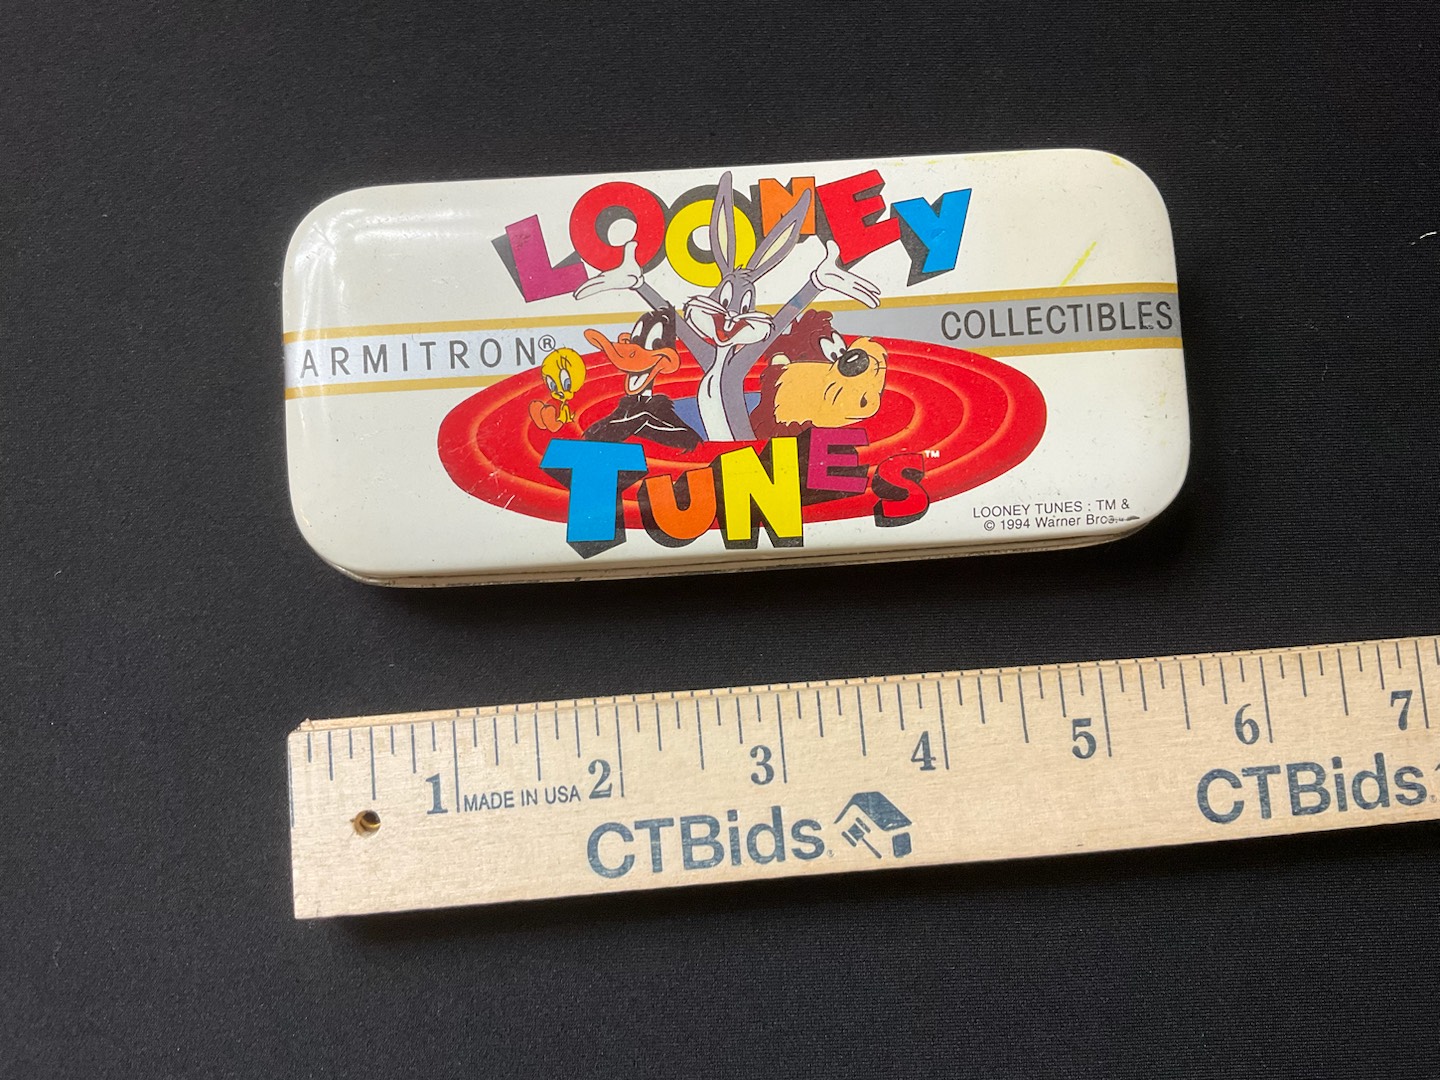 LOONEY
ARMITRON®
COLLECTIBLES
TUNES™
LOONEY TUNES : TM &
© 1994 Warner Bros.
1 2 3 4 5 6 7
MADE IN USA
CTBids®
CTBids®